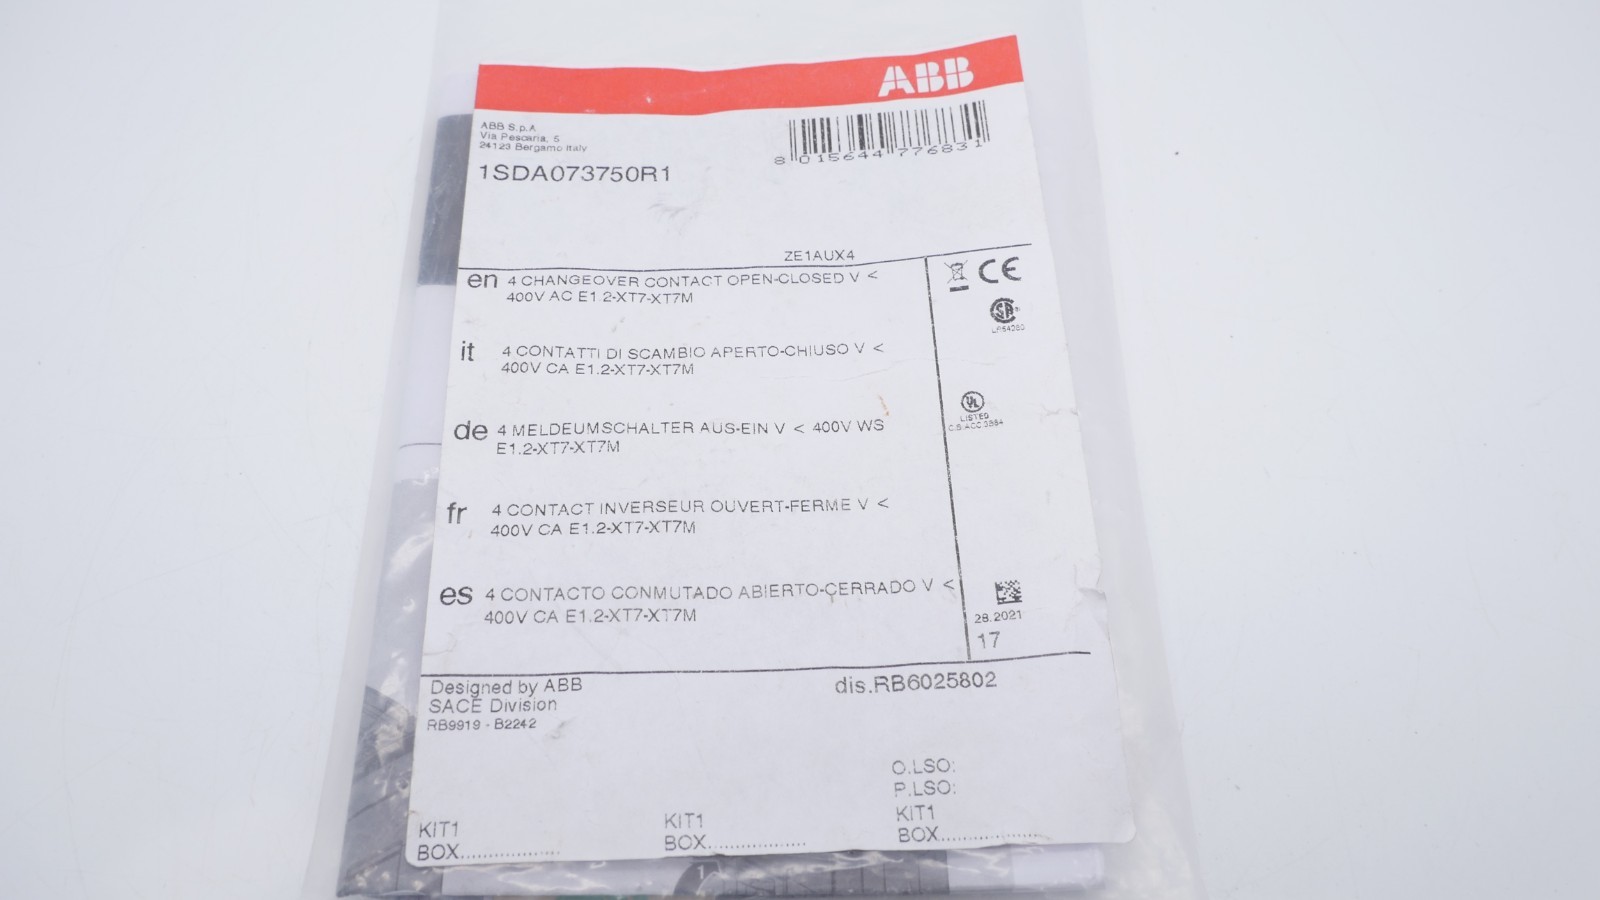 ABB
ABB S.p.A
Via Pescaria, 5
24123 Bergamo Italy
8 015644 776831
1SDA073750R1
ZE1AUX4
en 4 CHANGEOVER CONTACT OPEN-CLOSED V <
400V AC E1.2-XT7-XT7M
CE
it 4 CONTATTI DI SCAMBIO APERTO-CHIUSO V <
400V CA E1.2-XT7-XT7M
de 4 MELDEUMSCHALTER AUS-EIN V < 400V WS
E1.2-XT7-XT7M
UL
LISTED
fr 4 CONTACT INVERSEUR OUVERT-FERME V <
400V CA E1.2-XT7-XT7M
es 4 CONTACTO CONMUTADO ABIERTO-CERRADO V <
400V CA E1.2-XT7-XT7M
28.2021
17
Designed by ABB
SACE Division
RB9919 - B2242
dis.RB6025802
O.LSO:
P.LSO:
KIT1
BOX..................
KIT1
BOX..................
KIT1
BOX..................
1